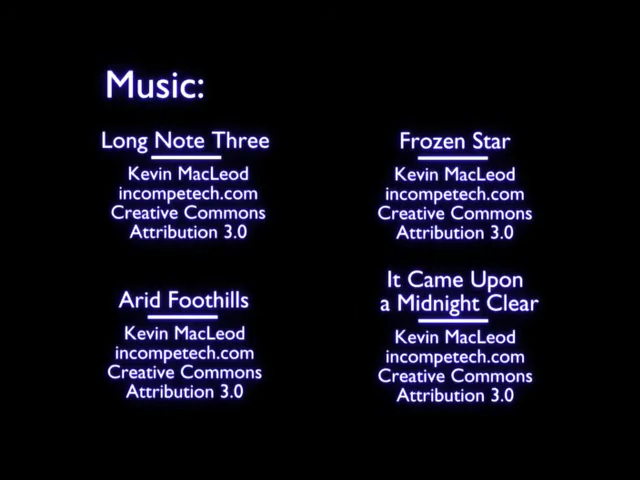 Music:
Long Note Three
Kevin MacLeod
incompetech.com
Creative Commons
Attribution 3.0
Frozen Star
Kevin MacLeod
incompetech.com
Creative Commons
Attribution 3.0
Arid Foothills
Kevin MacLeod
incompetech.com
Creative Commons
Attribution 3.0
It Came Upon
a Midnight Clear
Kevin MacLeod
incompetech.com
Creative Commons
Attribution 3.0